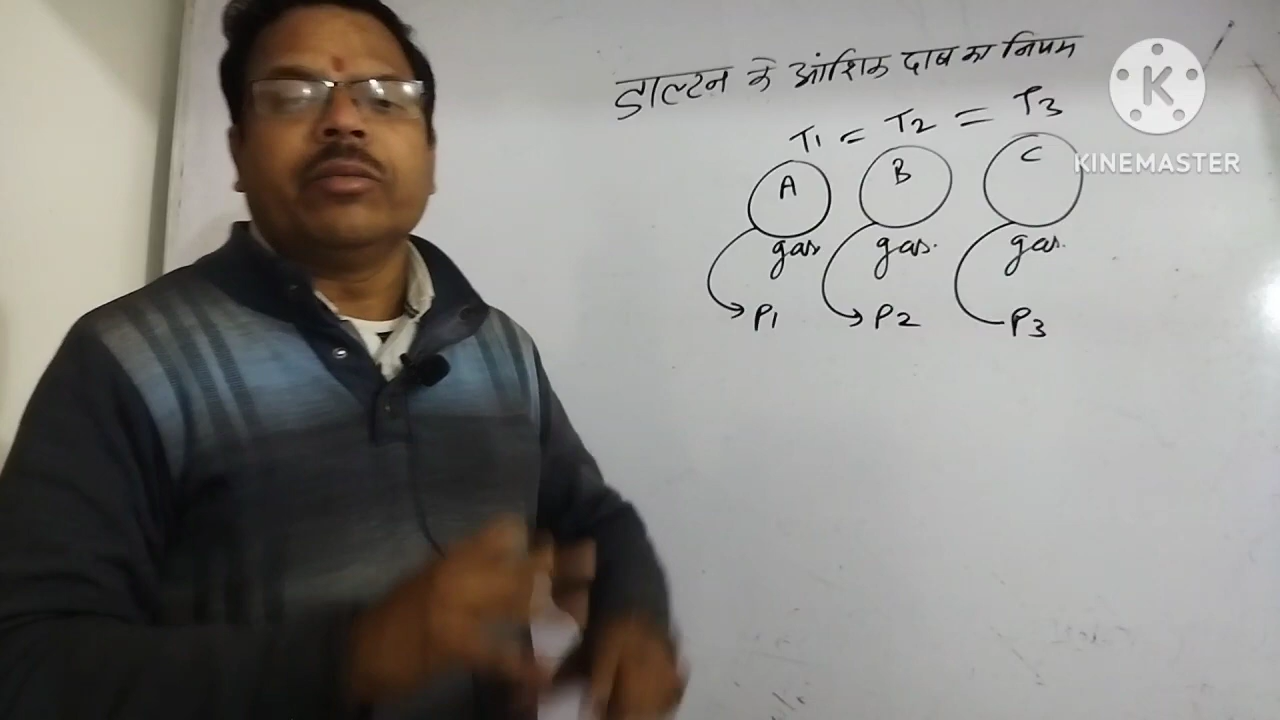 डाल्टन के आंशिक दाब का नियम
T1 = T2 = T3
A B C
gas gas. gas.
P1 P2 P3
K
KINEMASTER